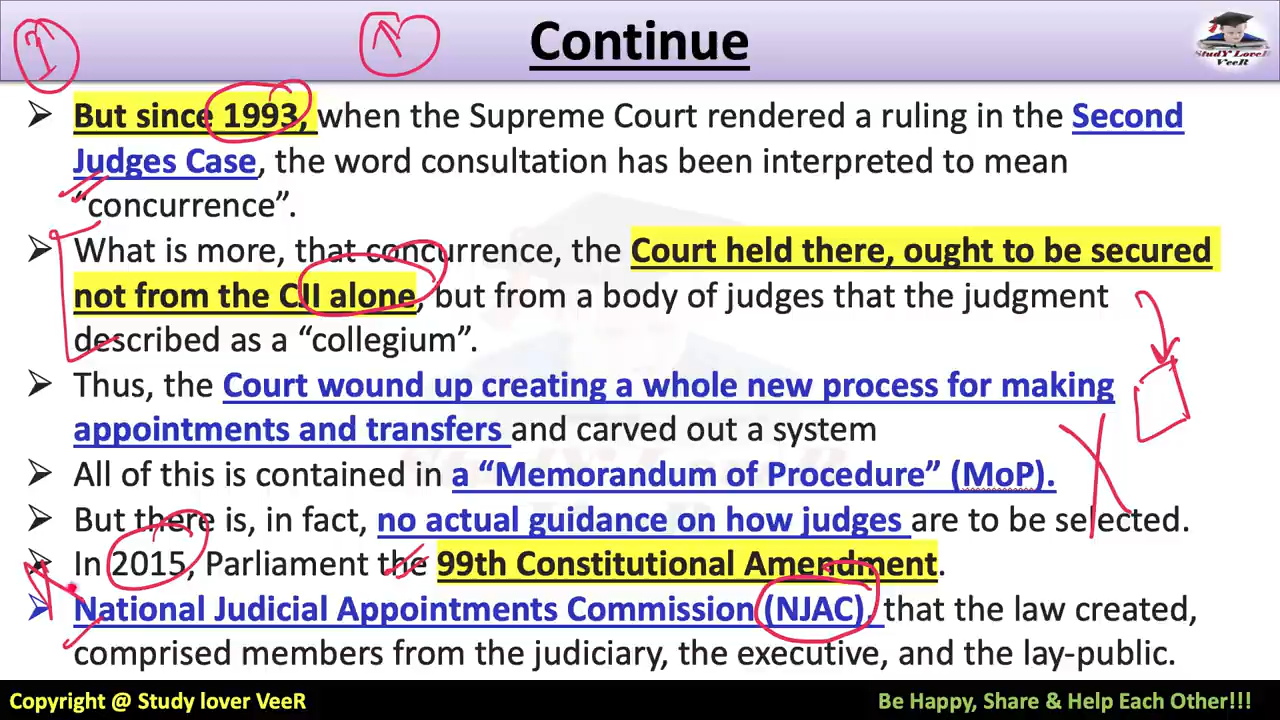 Continue
StudY LoveR
VeeR
➤ But since 1993, when the Supreme Court rendered a ruling in the Second
Judges Case, the word consultation has been interpreted to mean
“concurrence”.
➤ What is more, that concurrence, the Court held there, ought to be secured
not from the CJI alone, but from a body of judges that the judgment
described as a “collegium”.
➤ Thus, the Court wound up creating a whole new process for making
appointments and transfers and carved out a system
➤ All of this is contained in a “Memorandum of Procedure” (MoP).
➤ But there is, in fact, no actual guidance on how judges are to be selected.
➤ In 2015, Parliament the 99th Constitutional Amendment.
➤ National Judicial Appointments Commission (NJAC), that the law created,
comprised members from the judiciary, the executive, and the lay-public.
Copyright @ Study lover VeeR
Be Happy, Share & Help Each Other!!!